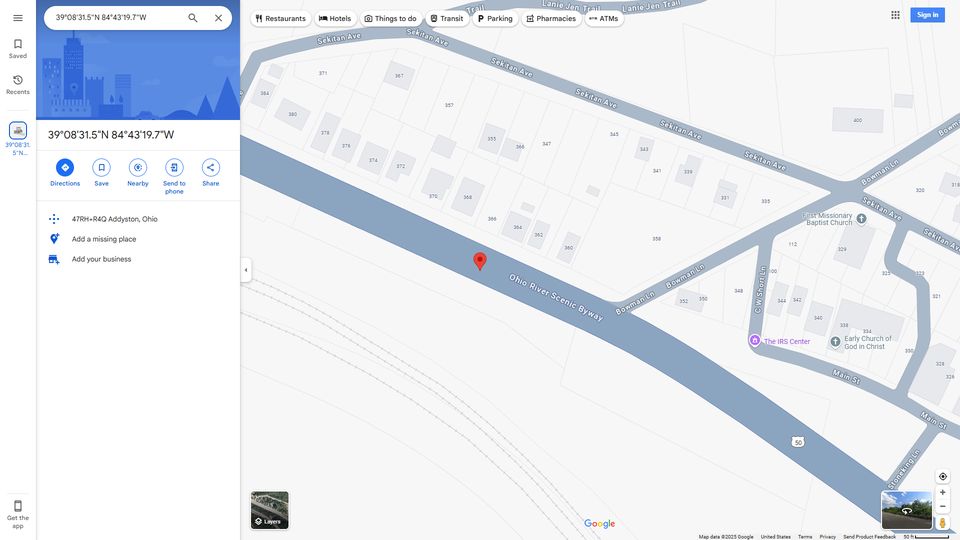 39°08'31.5"N 84°43'19.7"W
Restaurants
Hotels
Things to do
Transit
Parking
Pharmacies
ATMs
Sign in
Saved
Recents
39°08'31.
5"N...
Get the
app
39°08'31.5"N 84°43'19.7"W
Directions
Save
Nearby
Send to
phone
Share
47RH+R4Q Addyston, Ohio
Add a missing place
Add your business
Trail
Lanie Jen Trail
Lanie Jen Trail
Sekitan Ave
Sekitan Ave
Sekitan Ave
Sekitan Ave
Sekitan Ave
Sekitan Ave
Sekitan Ave
Sekitan Ave
Bowman Ln
Bowman
Bowman Ln
Bowman Ln
371
367
384
380
357
378
376
374
372
355
366
347
345
343
341
339
331
400
370
368
366
364
362
360
358
First Missionary
Baptist Church
112
329
320
318
325
323
321
100
348
352
350
344
342
340
338
334
330
328
326
C W Short Ln
The IRS Center
Early Church of
God in Christ
Main St
Main St
Stoneking Ln
Ohio River Scenic Byway
50
Layers
Google
Map data ©2025 Google
United States
Terms
Privacy
Send Product Feedback
50 ft